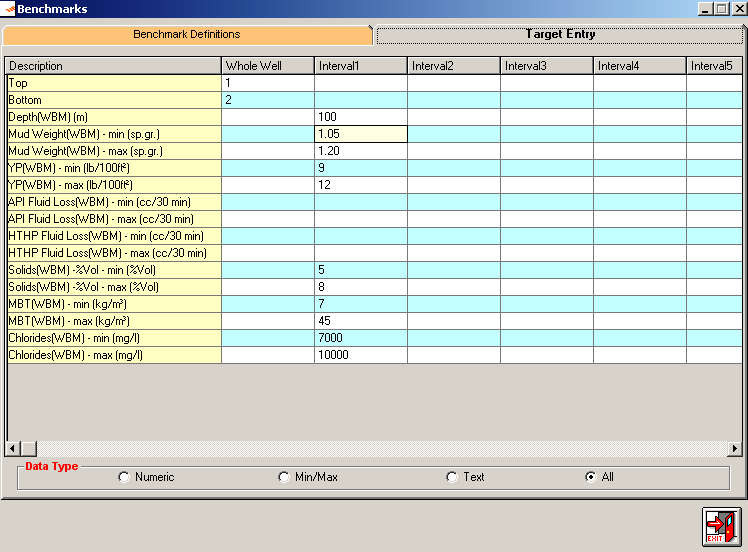 Benchmarks
Benchmark Definitions Target Entry
Description Whole Well Interval1 Interval2 Interval3 Interval4 Interval5
Top 1
Bottom 2
Depth(WBM) (m) 100
Mud Weight(WBM) - min (sp.gr.) 1.05
Mud Weight(WBM) - max (sp.gr.) 1.20
YP(WBM) - min (lb/100ft²) 9
YP(WBM) - max (lb/100ft²) 12
API Fluid Loss(WBM) - min (cc/30 min)
API Fluid Loss(WBM) - max (cc/30 min)
HTHP Fluid Loss(WBM) - min (cc/30 min)
HTHP Fluid Loss(WBM) - max (cc/30 min)
Solids(WBM) -%Vol - min (%Vol) 5
Solids(WBM) -%Vol - max (%Vol) 8
MBT(WBM) - min (kg/m³) 7
MBT(WBM) - max (kg/m³) 45
Chlorides(WBM) - min (mg/l) 7000
Chlorides(WBM) - max (mg/l) 10000
Data Type
Numeric Min/Max Text All
EXIT